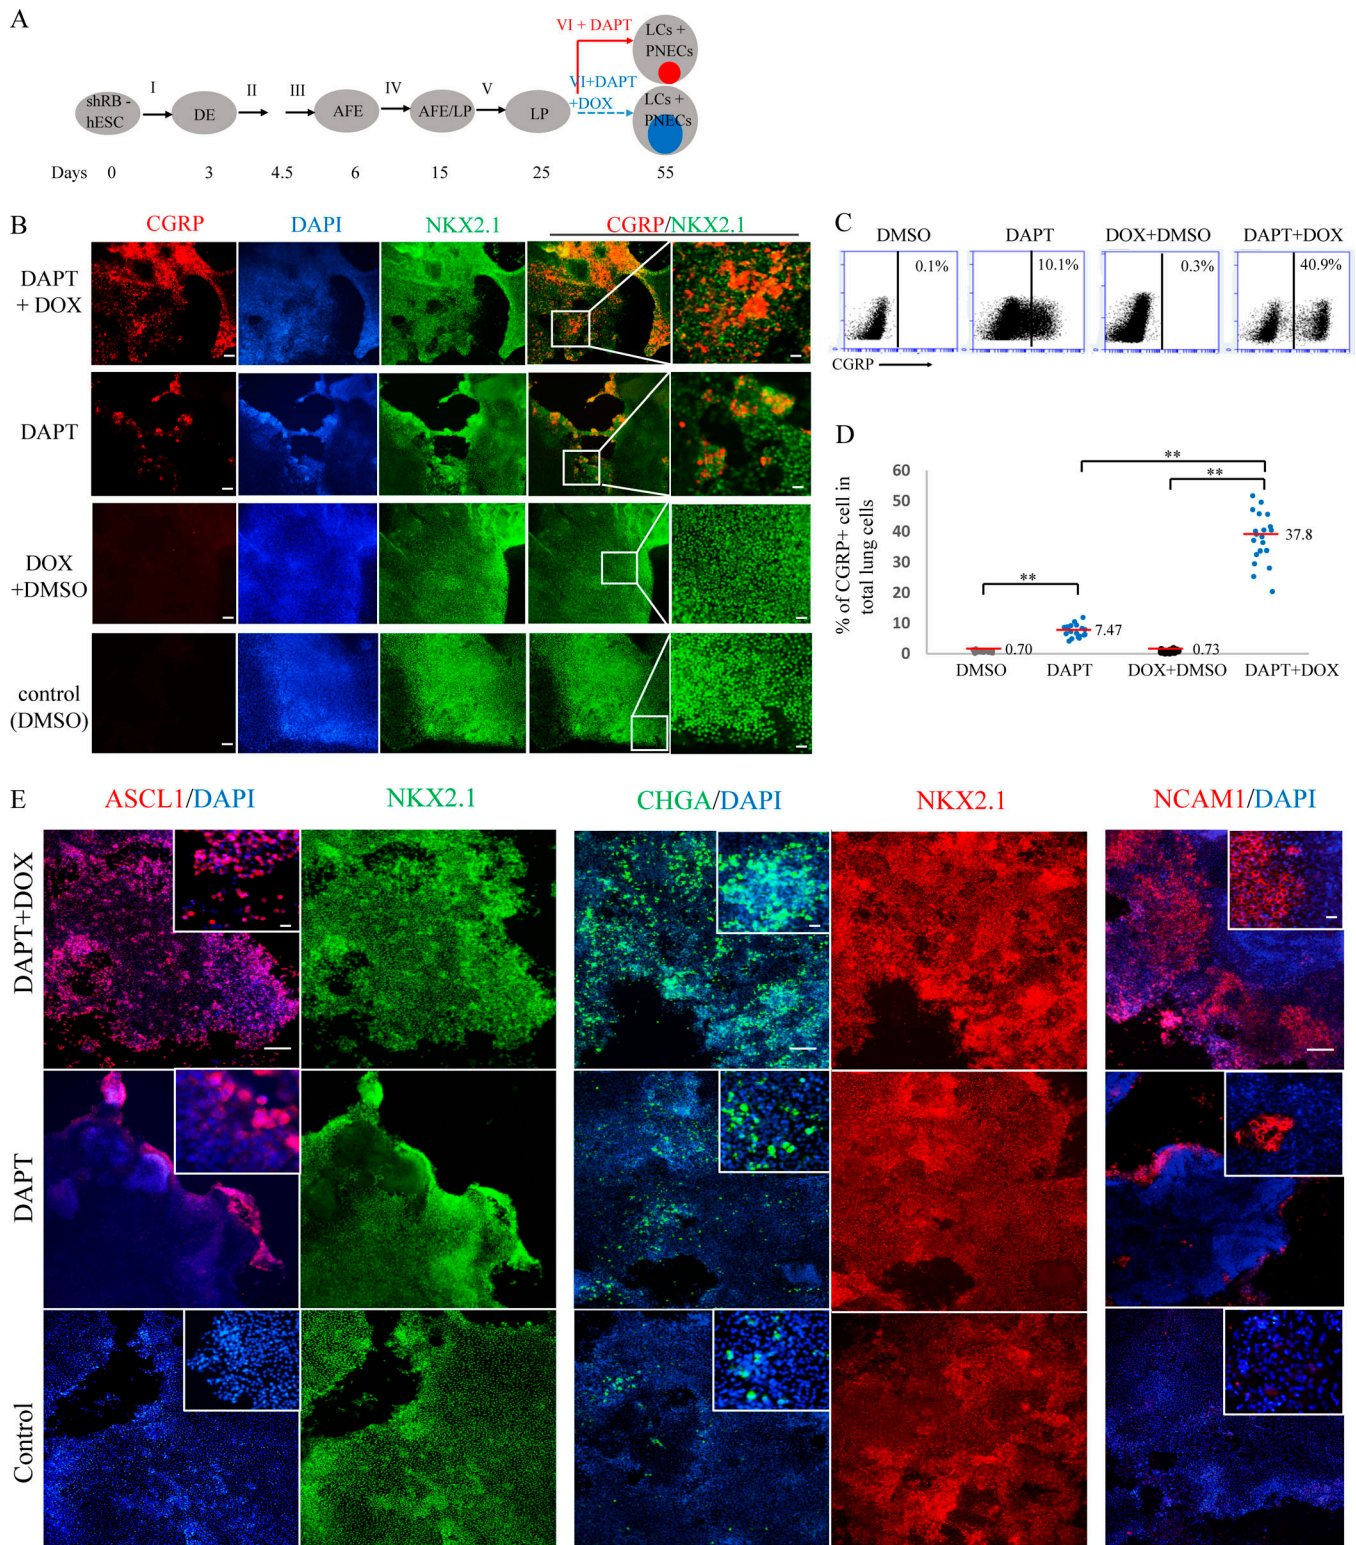 A
VI + DAPT
LCs +
PNECs
VI+DAPT
+DOX
LCs +
PNECs
shRB -
hESC
I
DE
II
III
AFE
IV
AFE/LP
V
LP
Days 0 3 4.5 6 15 25 55
B
CGRP DAPI NKX2.1 CGRP/NKX2.1
DAPT
+ DOX
DAPT
DOX
+DMSO
control
(DMSO)
C
DMSO DAPT DOX+DMSO DAPT+DOX
0.1% 10.1% 0.3% 40.9%
CGRP
D
% of CGRP+ cell in
total lung cells
60
50
40
30
20
10
0
**
**
**
0.70
7.47
0.73
37.8
DMSO DAPT DOX+DMSO DAPT+DOX
E
ASCL1/DAPI NKX2.1 CHGA/DAPI NKX2.1 NCAM1/DAPI
DAPT+DOX
DAPT
Control